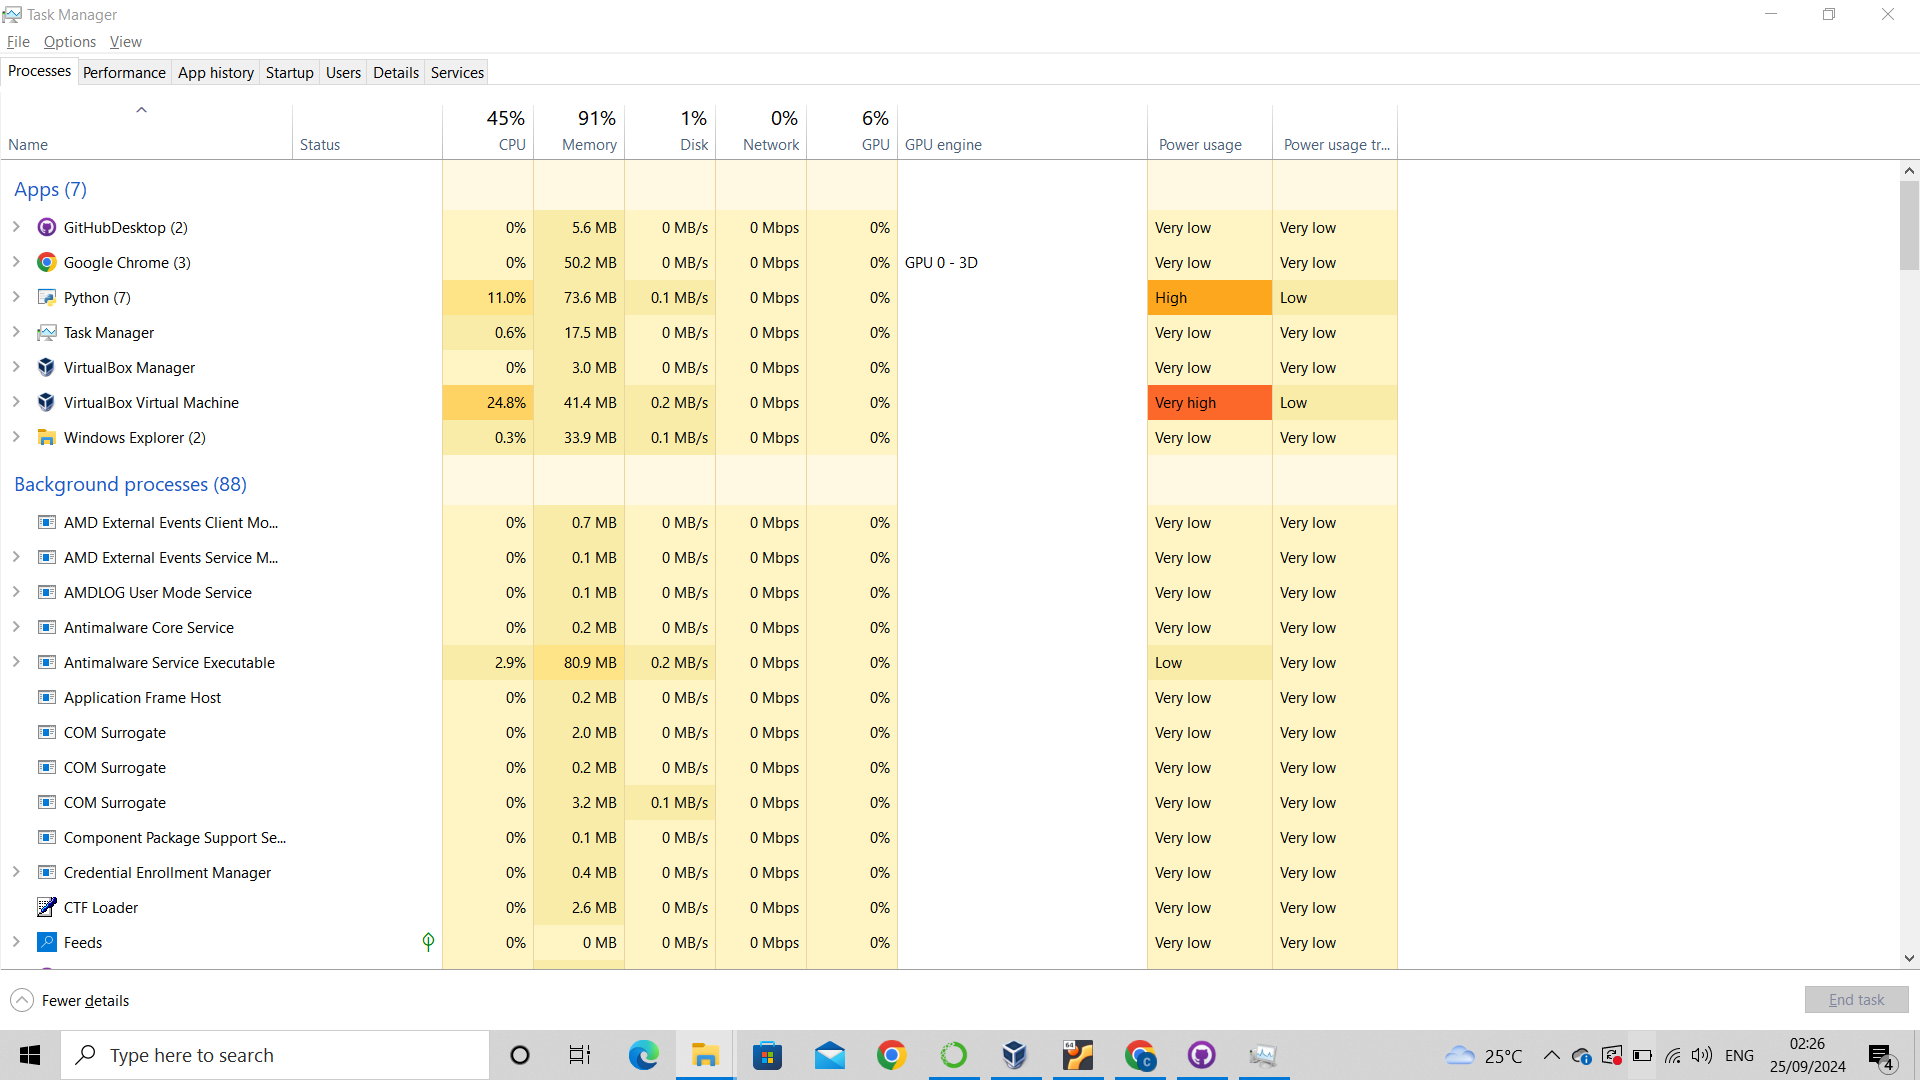 Task Manager
File Options View
Processes Performance App history Startup Users Details Services
45% 91% 1% 0% 6%
Name Status CPU Memory Disk Network GPU GPU engine Power usage Power usage tr...
Apps (7)
GitHubDesktop (2) 0% 5.6 MB 0 MB/s 0 Mbps 0% Very low Very low
Google Chrome (3) 0% 50.2 MB 0 MB/s 0 Mbps 0% GPU 0 - 3D Very low Very low
Python (7) 11.0% 73.6 MB 0.1 MB/s 0 Mbps 0% High Low
Task Manager 0.6% 17.5 MB 0 MB/s 0 Mbps 0% Very low Very low
VirtualBox Manager 0% 3.0 MB 0 MB/s 0 Mbps 0% Very low Very low
VirtualBox Virtual Machine 24.8% 41.4 MB 0.2 MB/s 0 Mbps 0% Very high Low
Windows Explorer (2) 0.3% 33.9 MB 0.1 MB/s 0 Mbps 0% Very low Very low
Background processes (88)
AMD External Events Client Mo... 0% 0.7 MB 0 MB/s 0 Mbps 0% Very low Very low
AMD External Events Service M... 0% 0.1 MB 0 MB/s 0 Mbps 0% Very low Very low
AMDLOG User Mode Service 0% 0.1 MB 0 MB/s 0 Mbps 0% Very low Very low
Antimalware Core Service 0% 0.2 MB 0 MB/s 0 Mbps 0% Very low Very low
Antimalware Service Executable 2.9% 80.9 MB 0.2 MB/s 0 Mbps 0% Low Very low
Application Frame Host 0% 0.2 MB 0 MB/s 0 Mbps 0% Very low Very low
COM Surrogate 0% 2.0 MB 0 MB/s 0 Mbps 0% Very low Very low
COM Surrogate 0% 0.2 MB 0 MB/s 0 Mbps 0% Very low Very low
COM Surrogate 0% 3.2 MB 0.1 MB/s 0 Mbps 0% Very low Very low
Component Package Support Se... 0% 0.1 MB 0 MB/s 0 Mbps 0% Very low Very low
Credential Enrollment Manager 0% 0.4 MB 0 MB/s 0 Mbps 0% Very low Very low
CTF Loader 0% 2.6 MB 0 MB/s 0 Mbps 0% Very low Very low
Feeds 0% 0 MB 0 MB/s 0 Mbps 0% Very low Very low
Fewer details End task
Type here to search 64 C 25°C ENG 02:26
25/09/2024 4